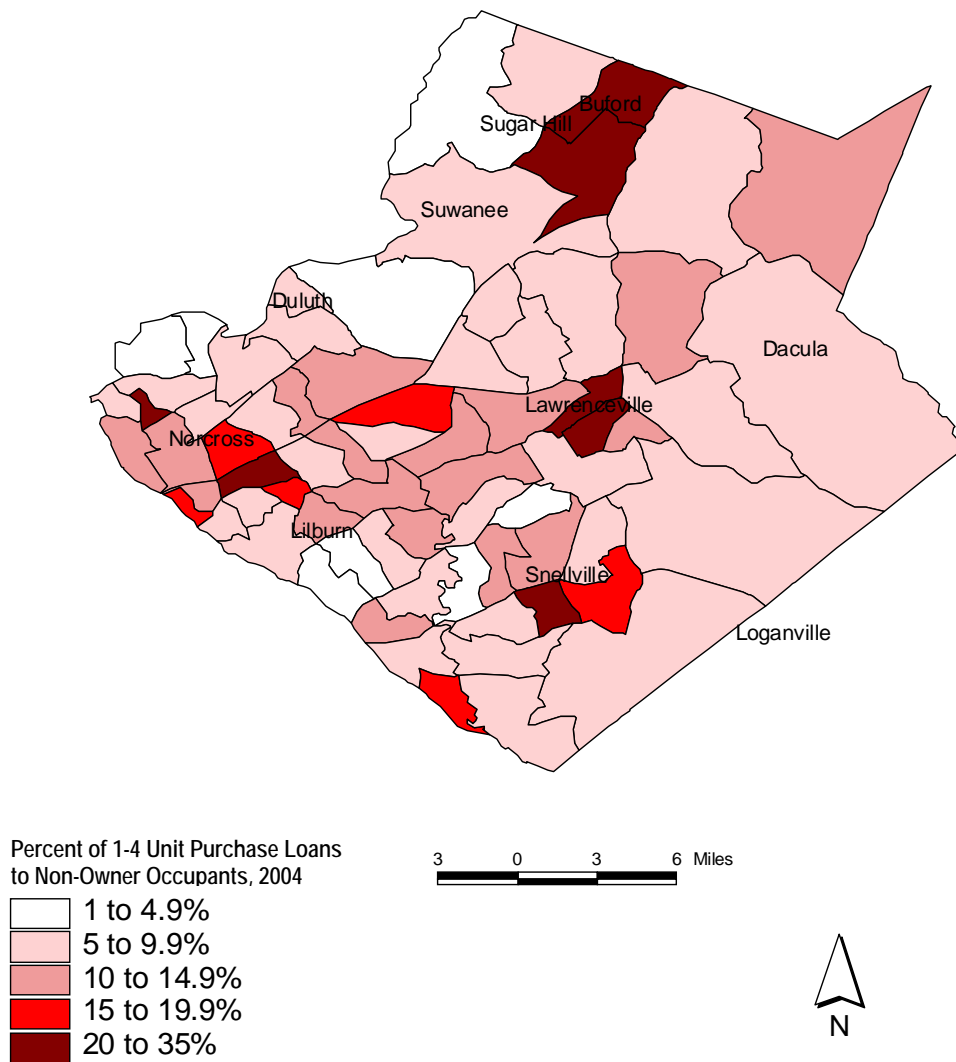 Buford
Sugar Hill
Suwanee
Duluth
Dacula
Lawrenceville
Norcross
Lilburn
Snellville
Loganville
Percent of 1-4 Unit Purchase Loans
to Non-Owner Occupants, 2004
1 to 4.9%
5 to 9.9%
10 to 14.9%
15 to 19.9%
20 to 35%
3 0 3 6 Miles
N